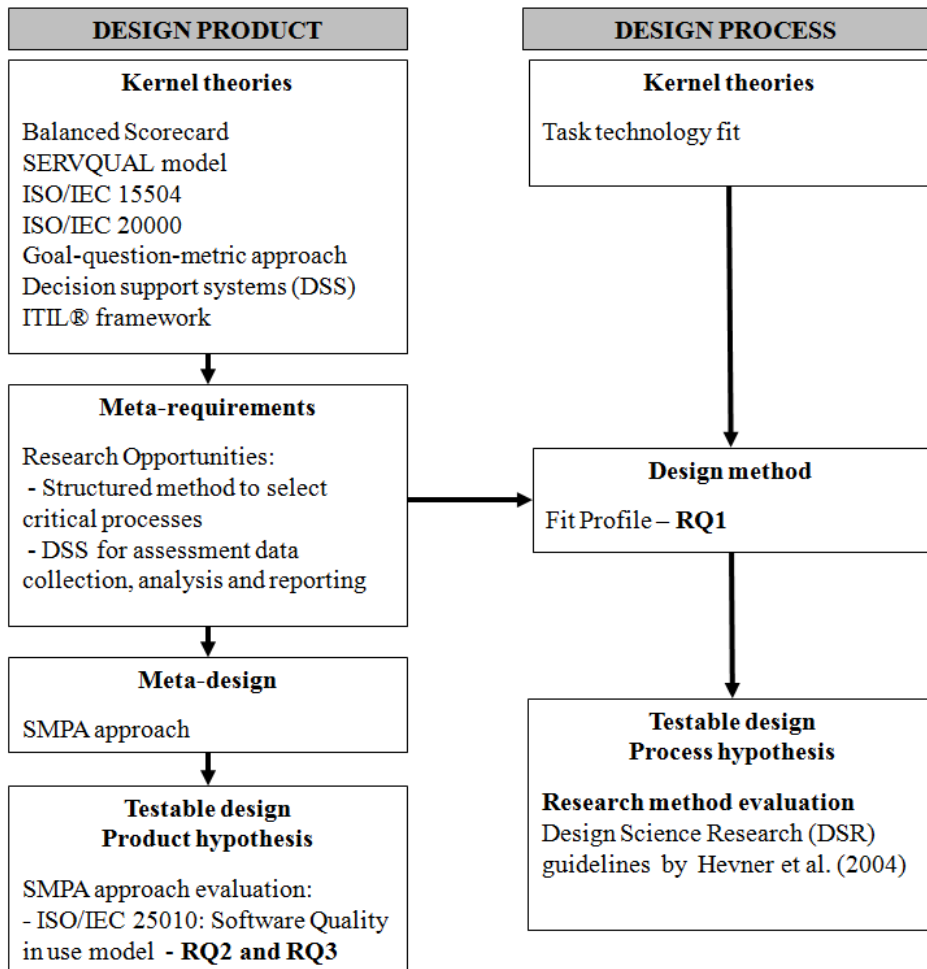 DESIGN PRODUCT
Kernel theories
Balanced Scorecard
SERVQUAL model
ISO/IEC 15504
ISO/IEC 20000
Goal-question-metric approach
Decision support systems (DSS)
ITIL® framework
Meta-requirements
Research Opportunities:
- Structured method to select
critical processes
- DSS for assessment data
collection, analysis and reporting
Meta-design
SMPA approach
Testable design
Product hypothesis
SMPA approach evaluation:
- ISO/IEC 25010: Software Quality
in use model - RQ2 and RQ3
DESIGN PROCESS
Kernel theories
Task technology fit
Design method
Fit Profile – RQ1
Testable design
Process hypothesis
Research method evaluation
Design Science Research (DSR)
guidelines by Hevner et al. (2004)